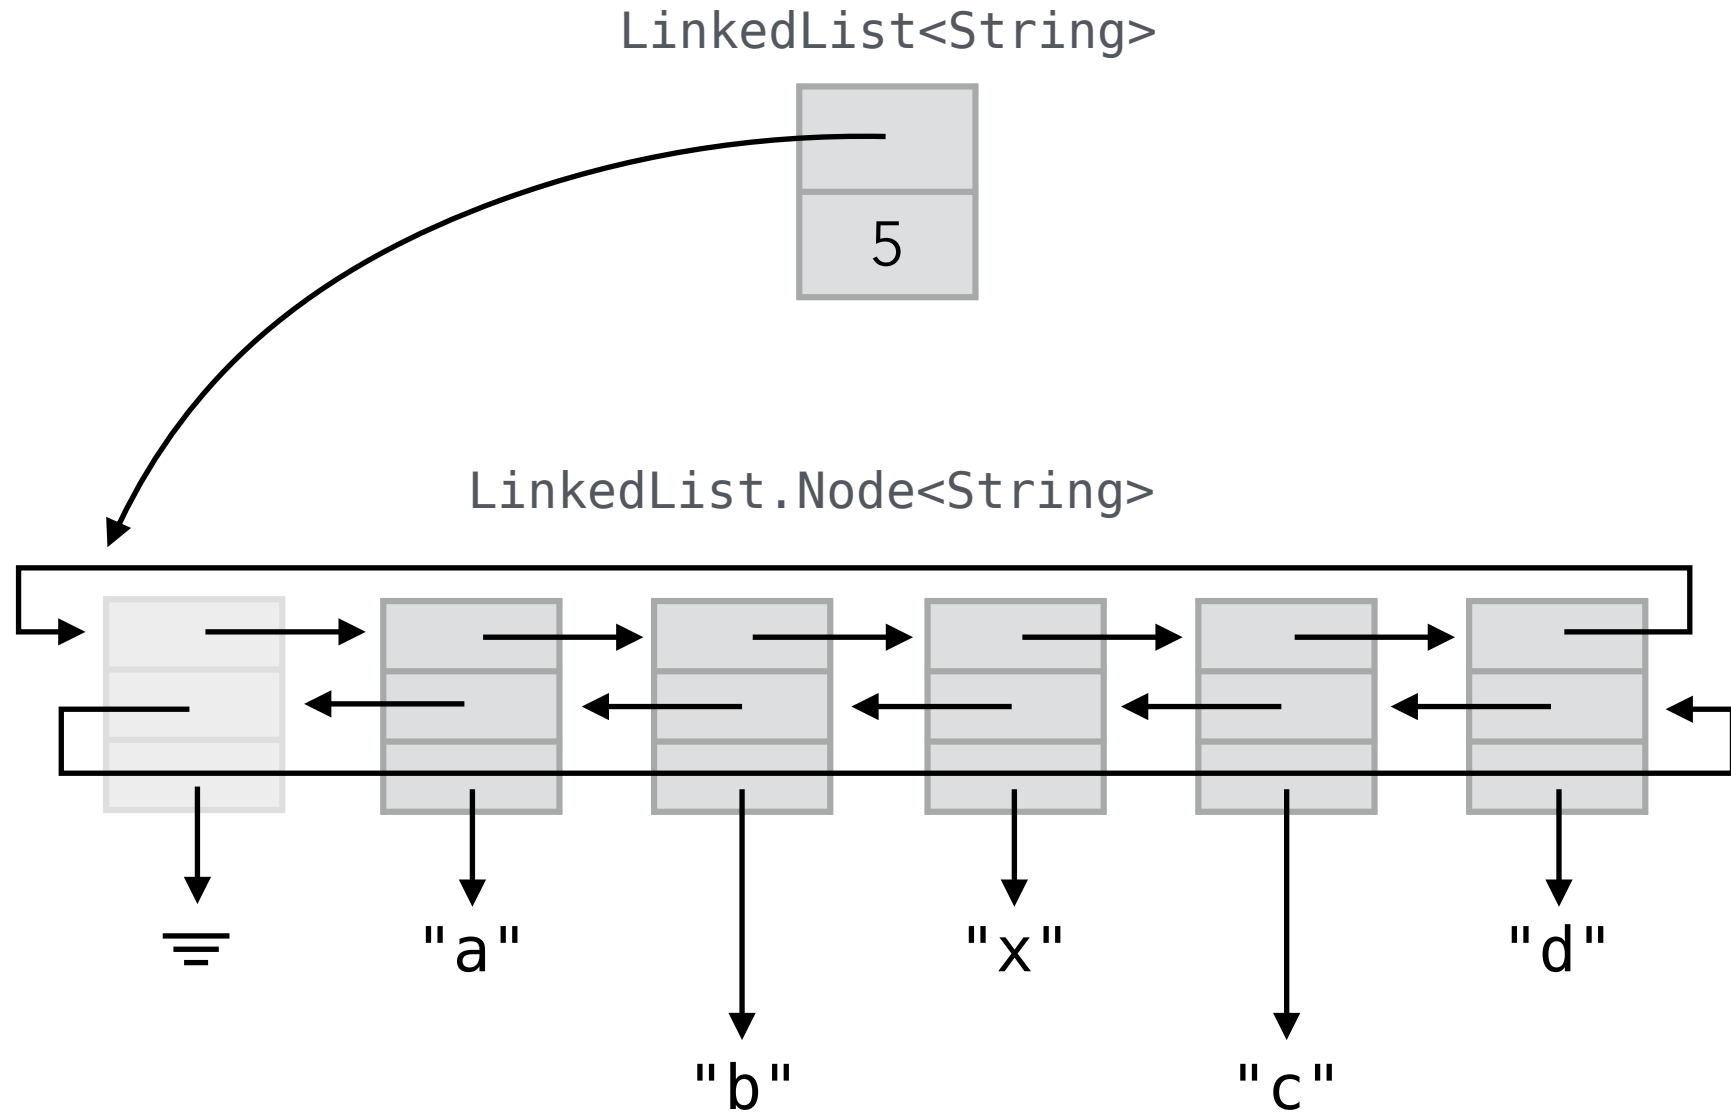 LinkedList<String>
5
LinkedList.Node<String>
"a"
"x"
"d"
"b"
"c"